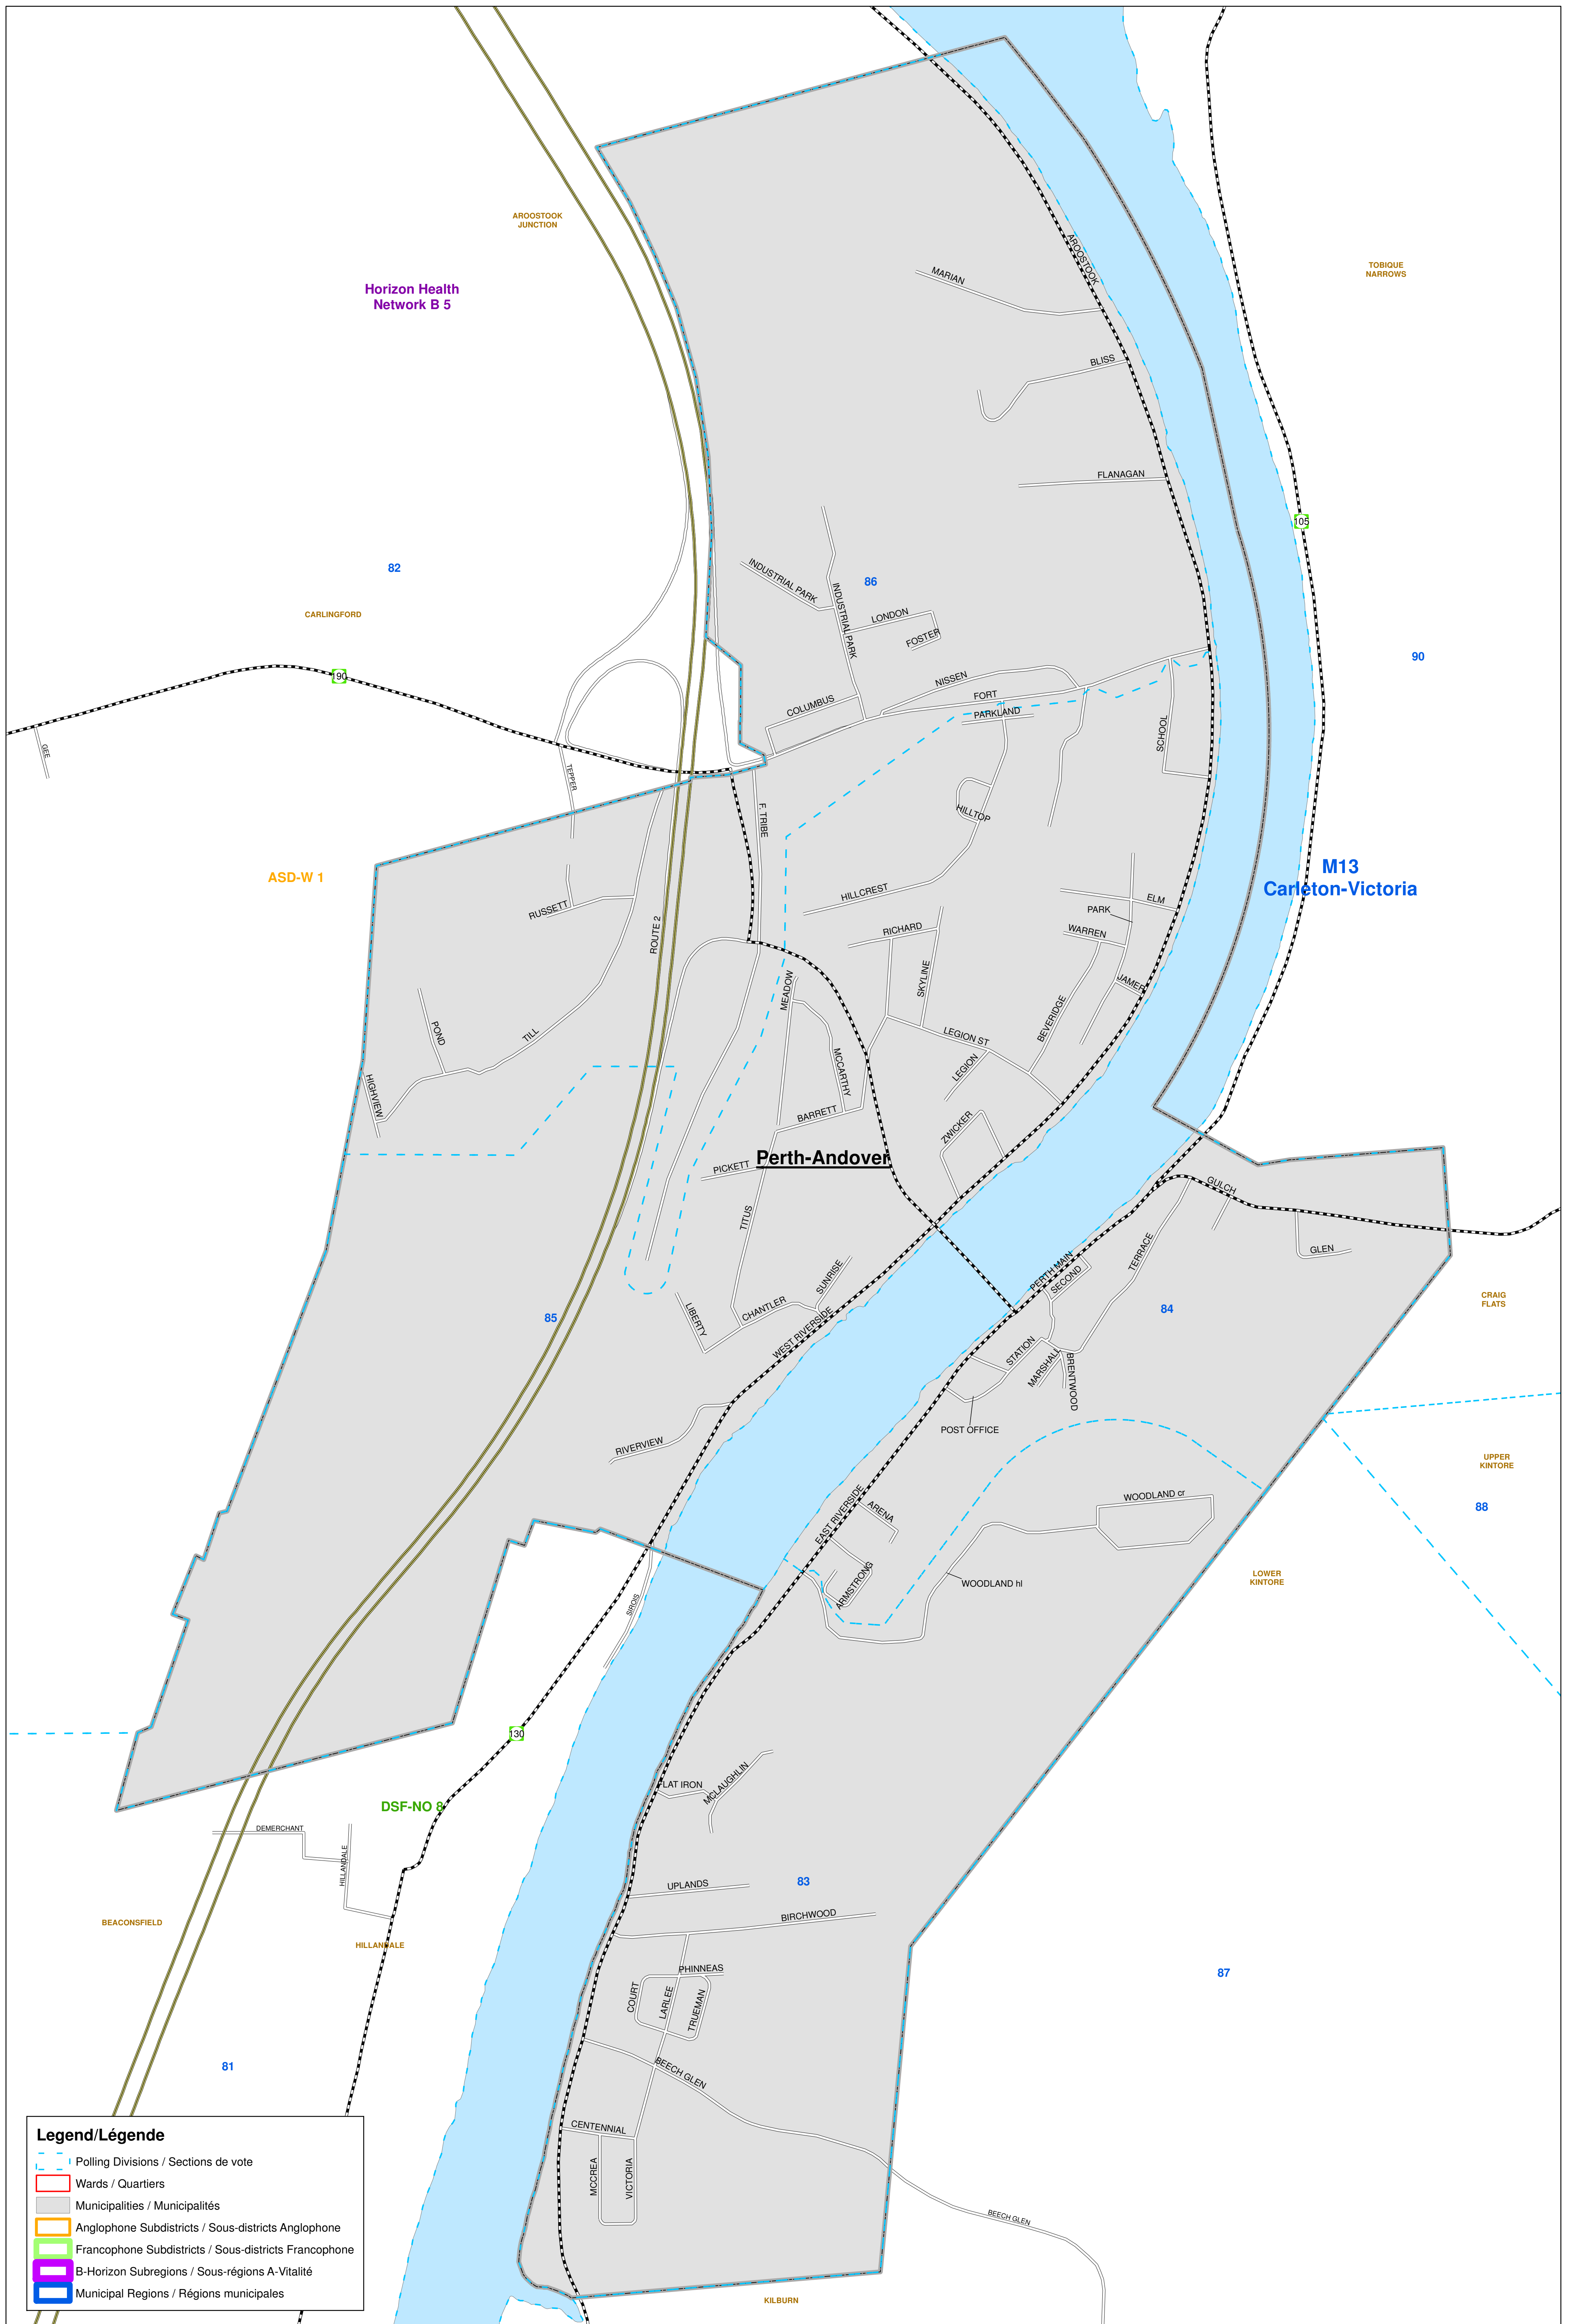 AROOSTOOK
JUNCTION
Horizon Health
Network B 5
TOBIQUE
NARROWS
AROOSTOOK
MARIAN
BLISS
FLANAGAN
105
82
CARLINGFORD
86
INDUSTRIAL PARK
INDUSTRIAL PARK
LONDON
FOSTER
90
190
NISSEN
FORT
COLUMBUS
PARKLAND
SCHOOL
GEE
TEPPER
F. TRIBE
HILLTOP
ASD-W 1
M13
Carleton-Victoria
HILLCREST
ELM
PARK
RUSSETT
ROUTE 2
RICHARD
WARREN
SKYLINE
JAMER
MEADOW
BEVERIDGE
POND
TILL
LEGION ST
LEGION
MCCARTHY
HIGHVIEW
BARRETT
ZWICKER
Perth-Andover
PICKETT
GULCH
TITUS
TERRACE
GLEN
PERTH MAIN
SECOND
SUNRISE
CRAIG
FLATS
84
85
LIBERTY
CHANTLER
WEST RIVERSIDE
STATION
MARSHALL
BRENTWOOD
POST OFFICE
RIVERVIEW
UPPER
KINTORE
WOODLAND cr
88
EAST RIVERSIDE
ARENA
LOWER
KINTORE
ARMSTRONG
WOODLAND hl
SIROIS
130
FLAT IRON
MCLAUGHLIN
DSF-NO 8
DEMERCHANT
HILLANDALE
83
UPLANDS
BIRCHWOOD
BEACONSFIELD
HILLANDALE
PHINNEAS
87
COURT
LARLEE
TRUEMAN
81
BEECH GLEN
CENTENNIAL
MCCREA
VICTORIA
BEECH GLEN
KILBURN
Legend/Légende
Polling Divisions / Sections de vote
Wards / Quartiers
Municipalities / Municipalités
Anglophone Subdistricts / Sous-districts Anglophone
Francophone Subdistricts / Sous-districts Francophone
B-Horizon Subregions / Sous-régions A-Vitalité
Municipal Regions / Régions municipales